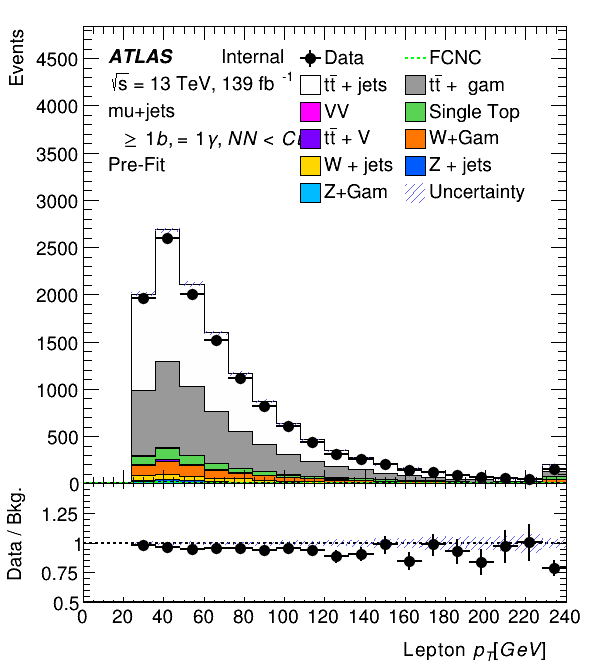 Events
4500
4000
3500
3000
2500
2000
1500
1000
500
0
ATLAS Internal
√s = 13 TeV, 139 fb -1
mu+jets
≥ 1b, = 1γ, NN < C
Pre-Fit
Data
FCNC
tt̄ + jets
tt̄ + gam
VV
Single Top
tt̄ + V
W+Gam
W + jets
Z + jets
Z+Gam
Uncertainty
Data / Bkg.
1.25
1
0.75
0.5
0 20 40 60 80 100 120 140 160 180 200 220 240
Lepton pT[GeV]